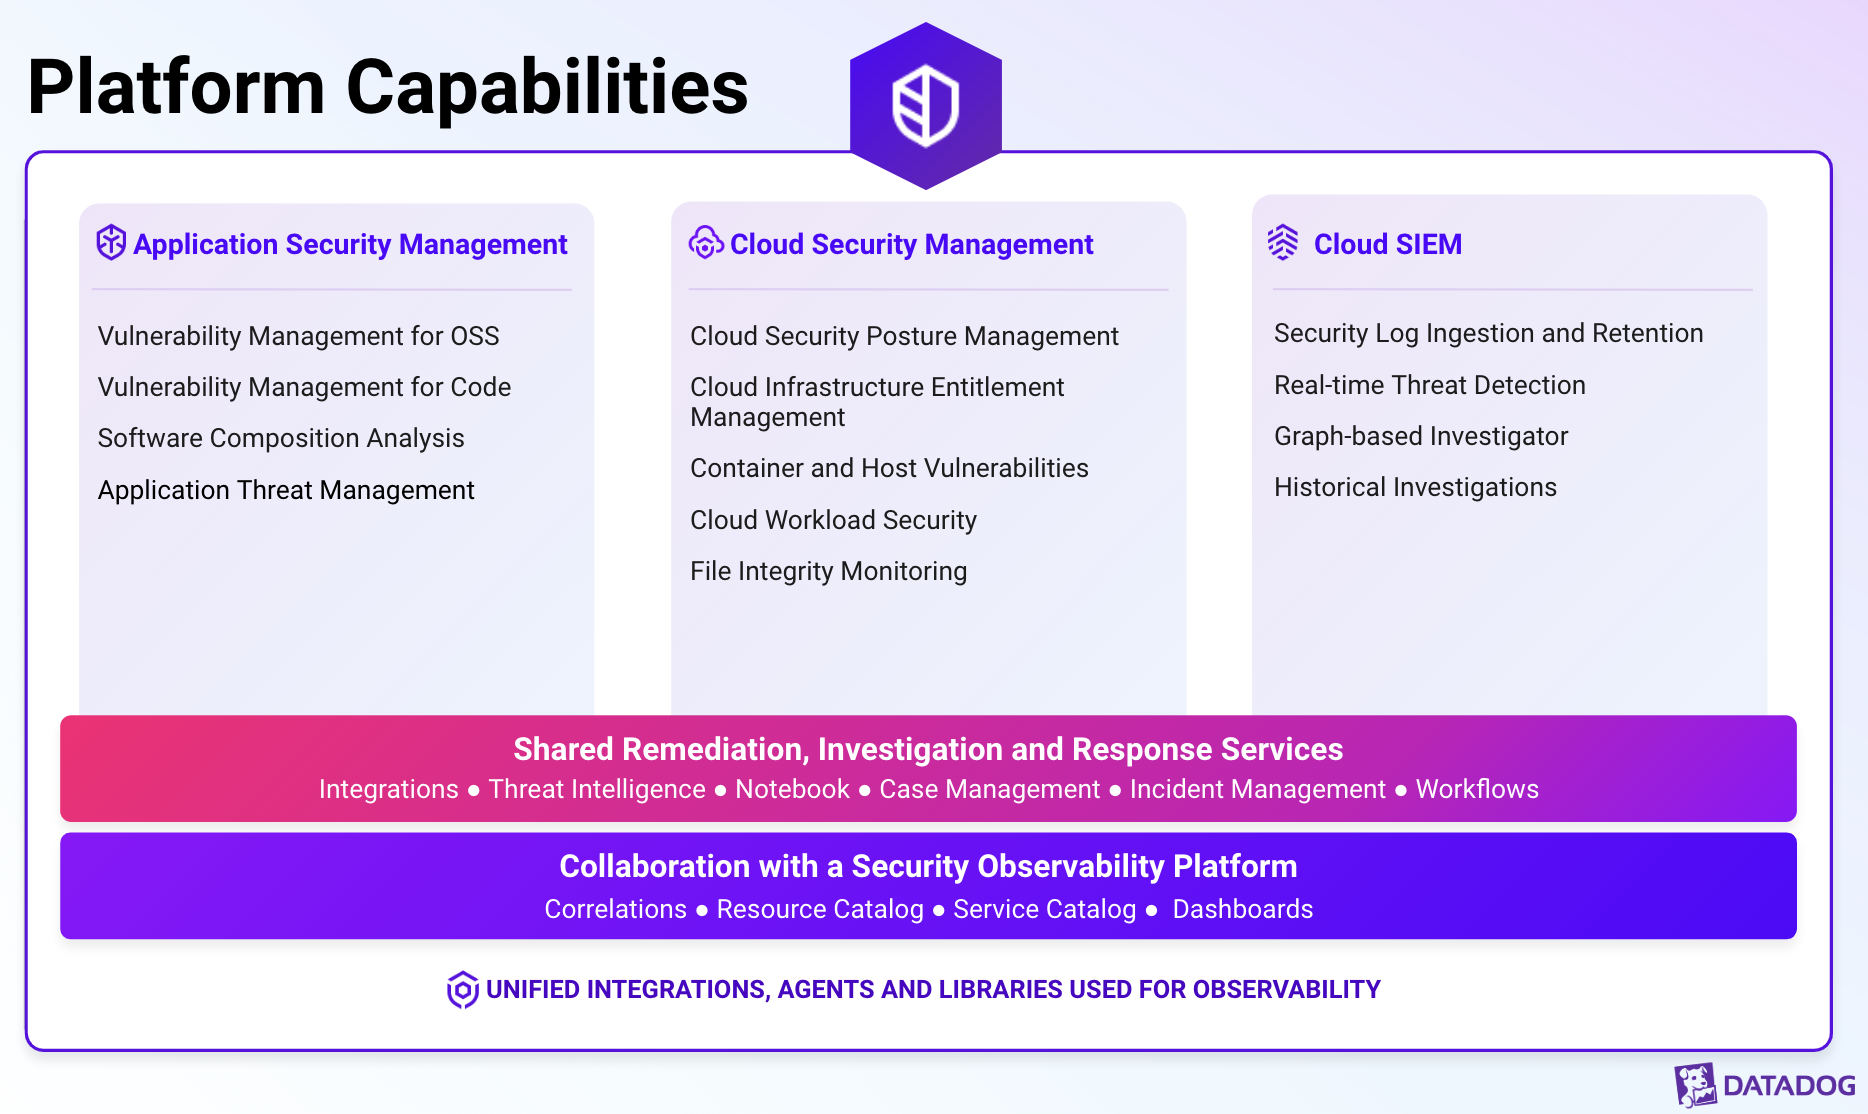 Platform Capabilities
Application Security Management
Vulnerability Management for OSS
Vulnerability Management for Code
Software Composition Analysis
Application Threat Management
Cloud Security Management
Cloud Security Posture Management
Cloud Infrastructure Entitlement
Management
Container and Host Vulnerabilities
Cloud Workload Security
File Integrity Monitoring
Cloud SIEM
Security Log Ingestion and Retention
Real-time Threat Detection
Graph-based Investigator
Historical Investigations
Shared Remediation, Investigation and Response Services
Integrations ● Threat Intelligence ● Notebook ● Case Management ● Incident Management ● Workflows
Collaboration with a Security Observability Platform
Correlations ● Resource Catalog ● Service Catalog ● Dashboards
UNIFIED INTEGRATIONS, AGENTS AND LIBRARIES USED FOR OBSERVABILITY
DATADOG